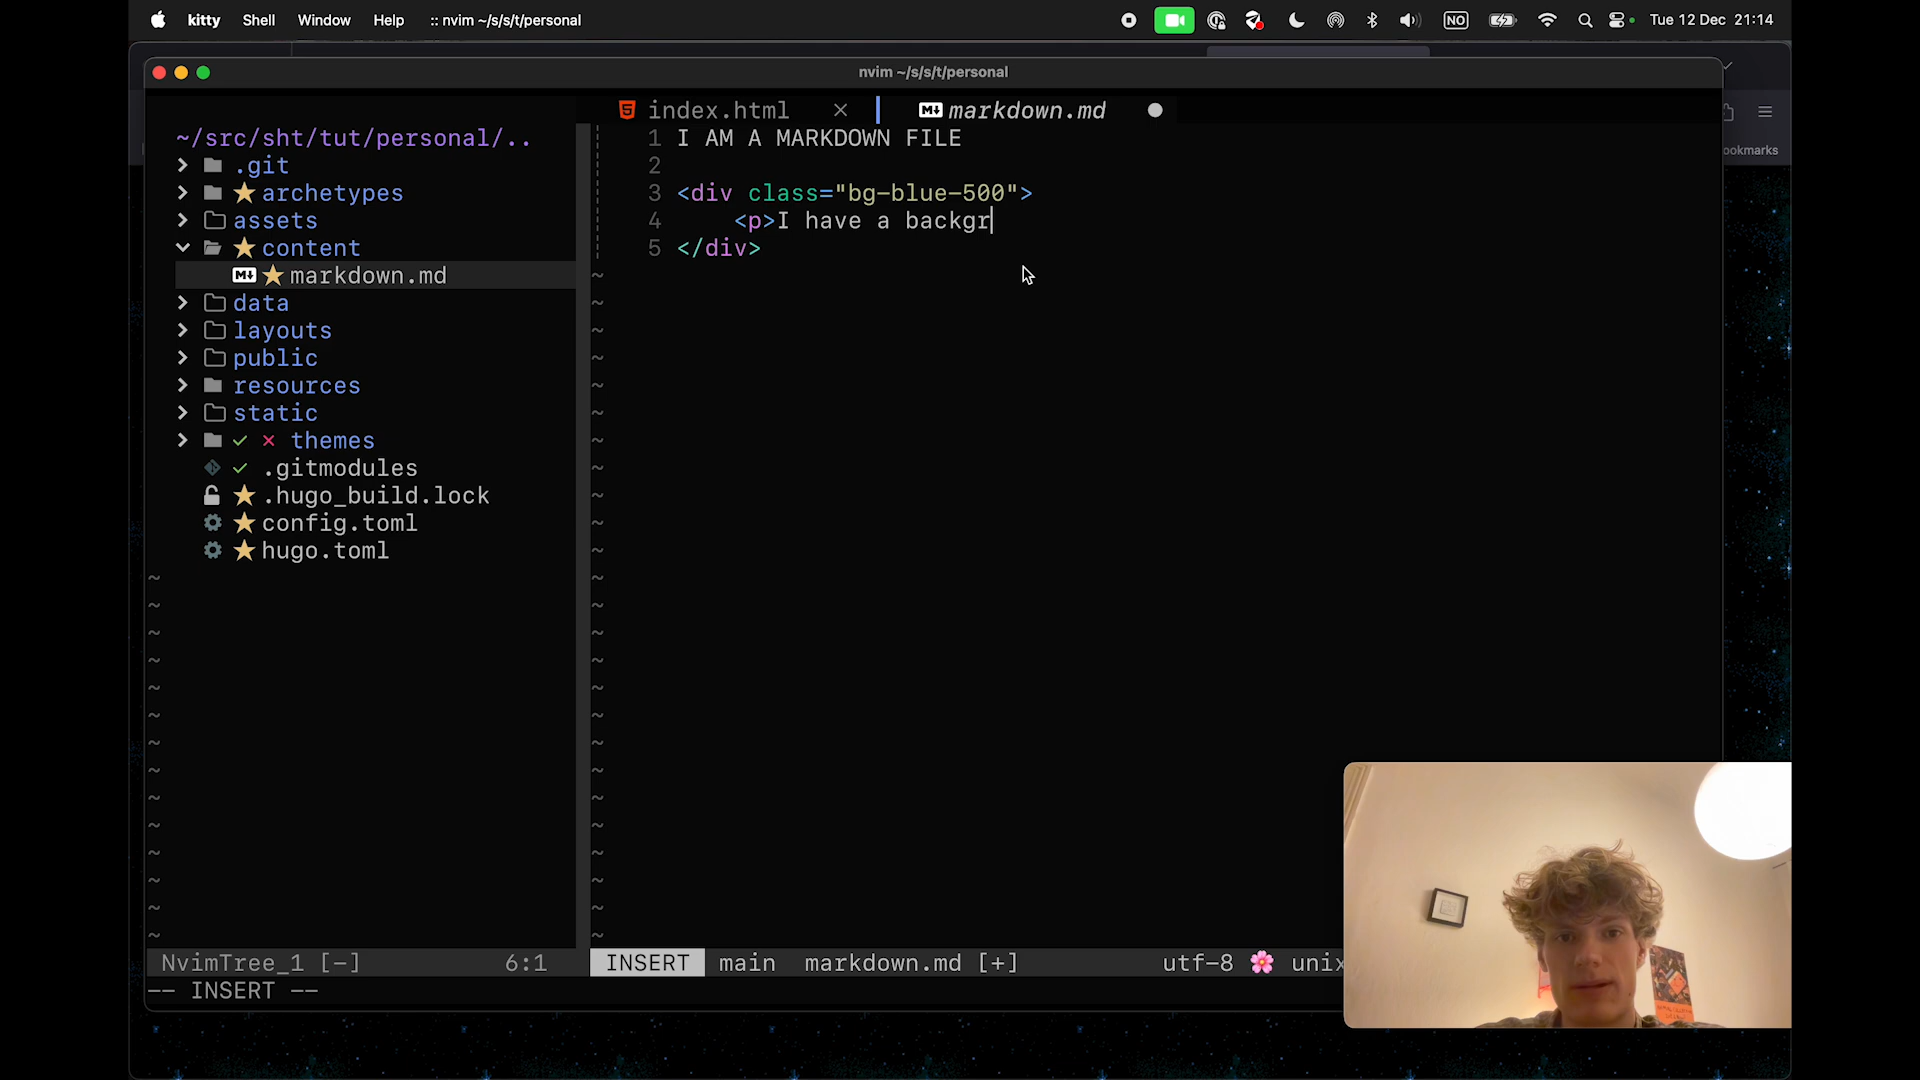 kitty Shell Window Help :: nvim ~/s/s/t/personal NO Tue 12 Dec 21:14
nvim ~/s/s/t/personal
index.html markdown.md
ookmarks
~/src/sht/tut/personal/..
.git
archetypes
assets
content
markdown.md
data
layouts
public
resources
static
themes
.gitmodules
.hugo_build.lock
config.toml
hugo.toml
1 I AM A MARKDOWN FILE
2
3 <div class="bg-blue-500">
4 <p>I have a backgr
5 </div>
NvimTree_1 [-] 6:1 INSERT main markdown.md [+] utf-8 unix
-- INSERT --